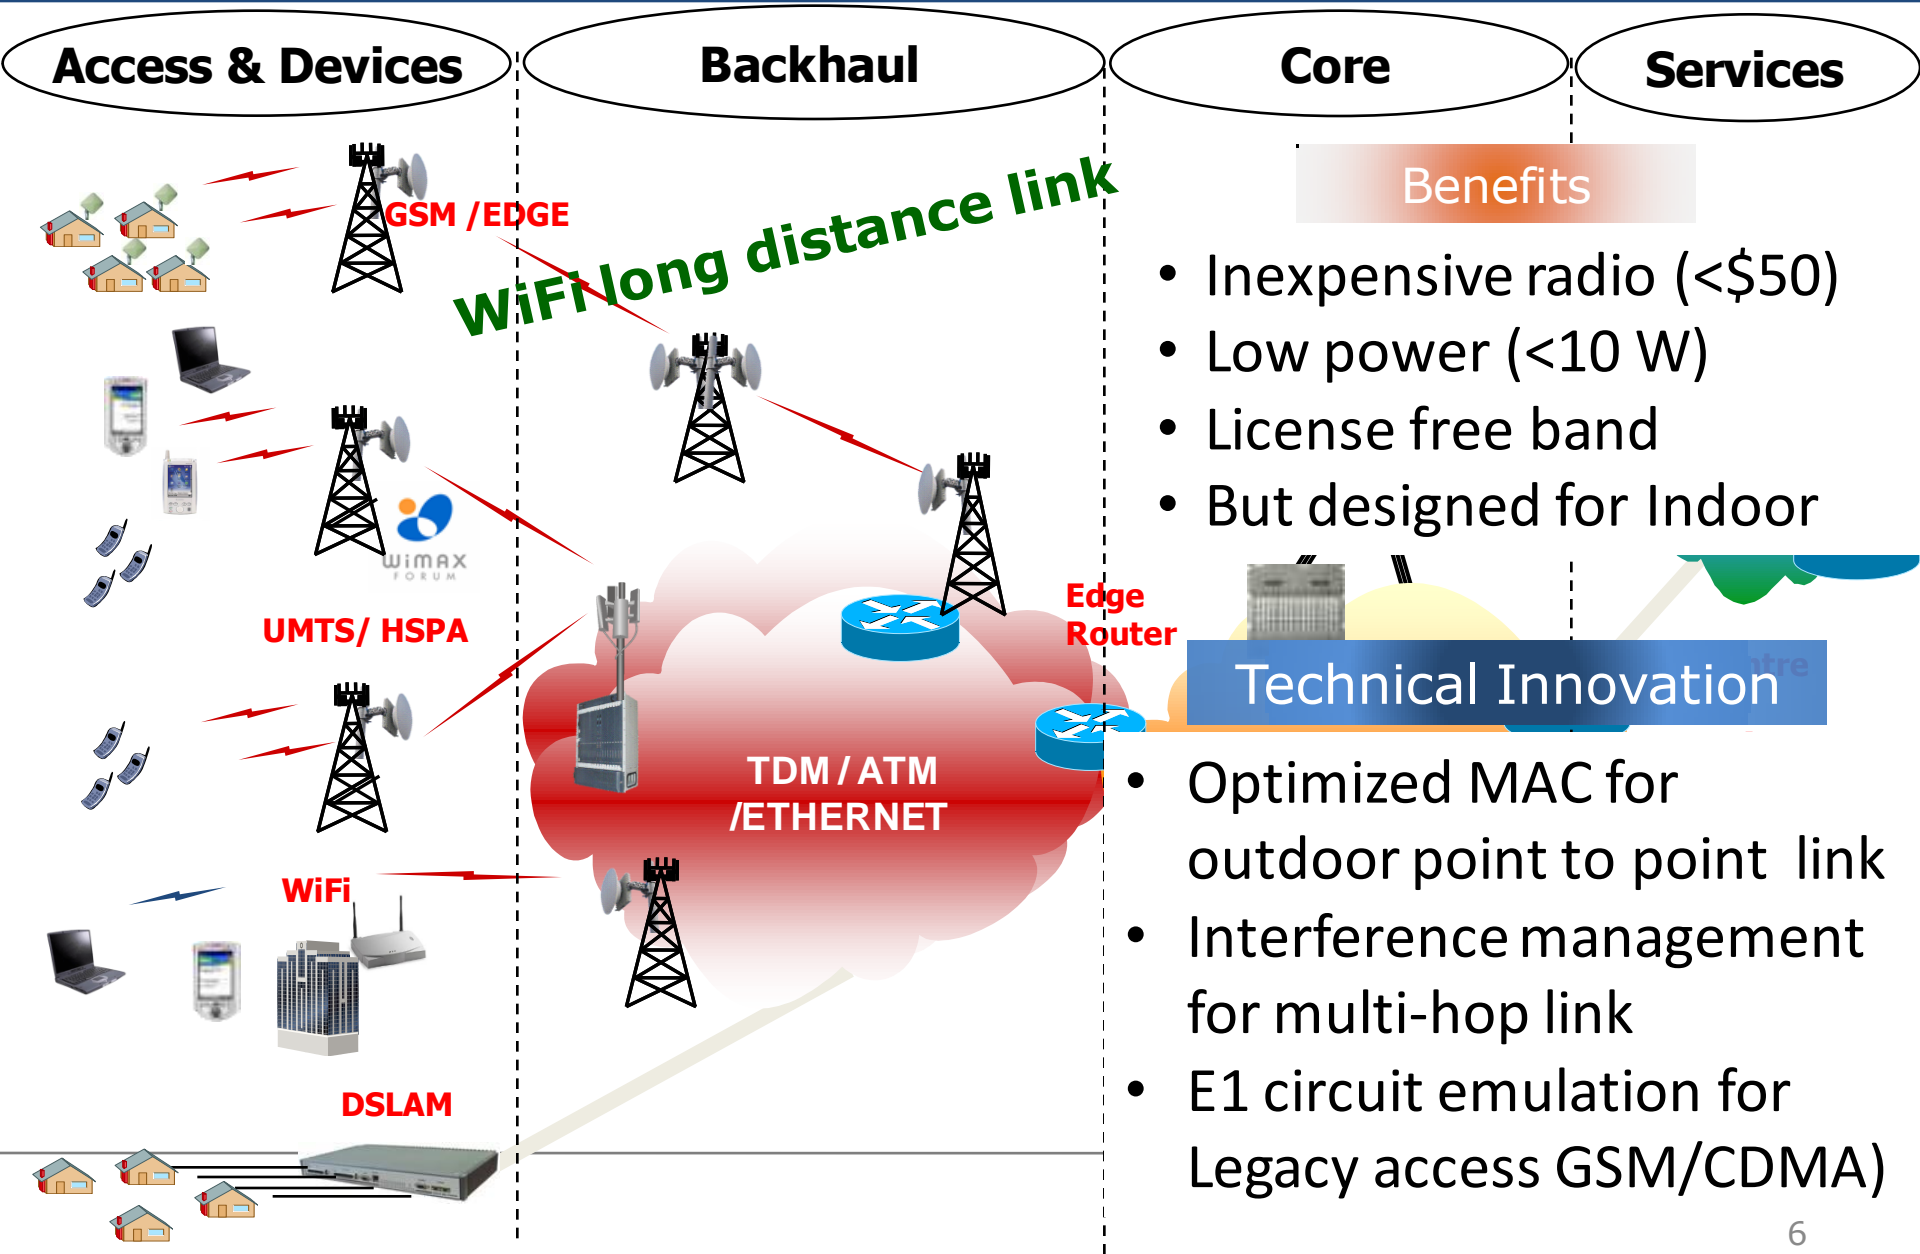 Access & Devices
Backhaul
Core
Services
GSM /EDGE
WiFi long distance link
Benefits
• Inexpensive radio (<$50)
• Low power (<10 W)
• License free band
• But designed for Indoor
WiMAX
FORUM
UMTS/ HSPA
Edge
Router
Technical Innovation
ntre
TDM / ATM
/ETHERNET
• Optimized MAC for
outdoor point to point link
• Interference management
for multi-hop link
• E1 circuit emulation for
Legacy access GSM/CDMA)
WiFi
DSLAM
6